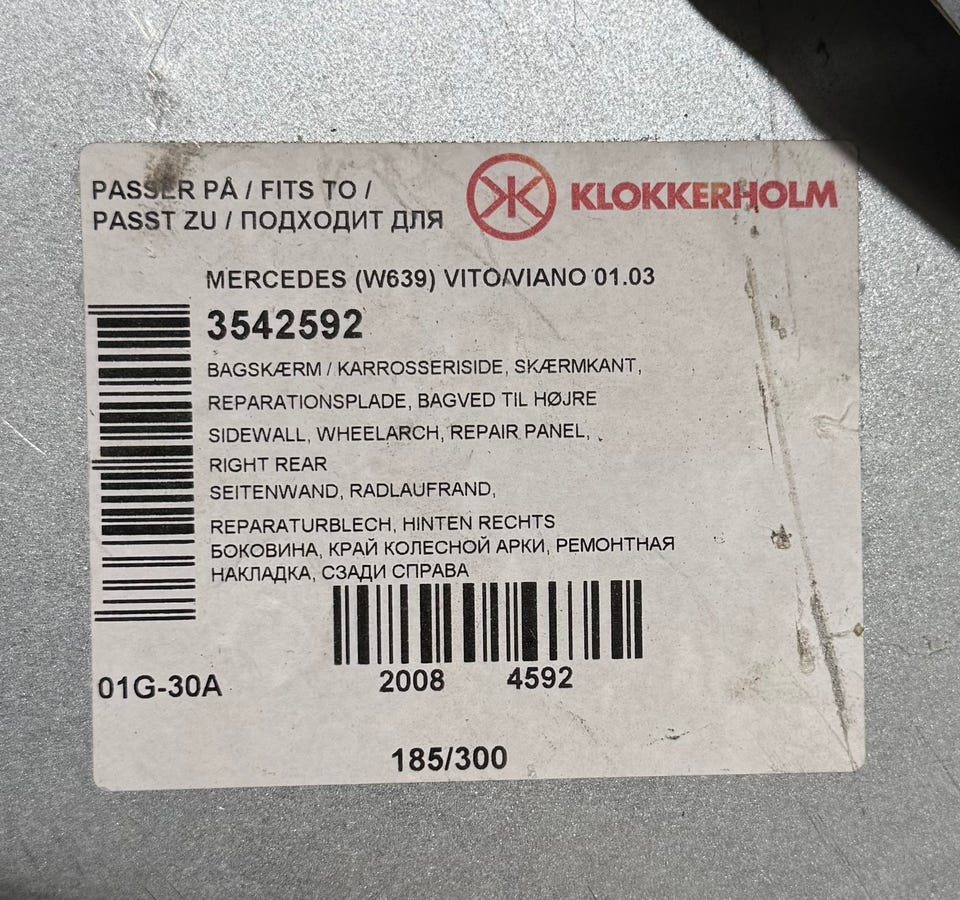 PASSER PÅ / FITS TO /
PASST ZU / ПОДХОДИТ ДЛЯ
KLOKKERHOLM
MERCEDES (W639) VITO/VIANO 01.03
3542592
BAGSKÆRM / KARROSSERISIDE, SKÆRMKANT,
REPARATIONSPLADE, BAGVED TIL HØJRE
SIDEWALL, WHEELARCH, REPAIR PANEL,
RIGHT REAR
SEITENWAND, RADLAUFRAND,
REPARATURBLECH, HINTEN RECHTS
БОКОВИНА, КРАЙ КОЛЕСНОЙ АРКИ, РЕМОНТНАЯ
НАКЛАДКА, СЗАДИ СПРАВА
2008 4592
01G-30A
185/300